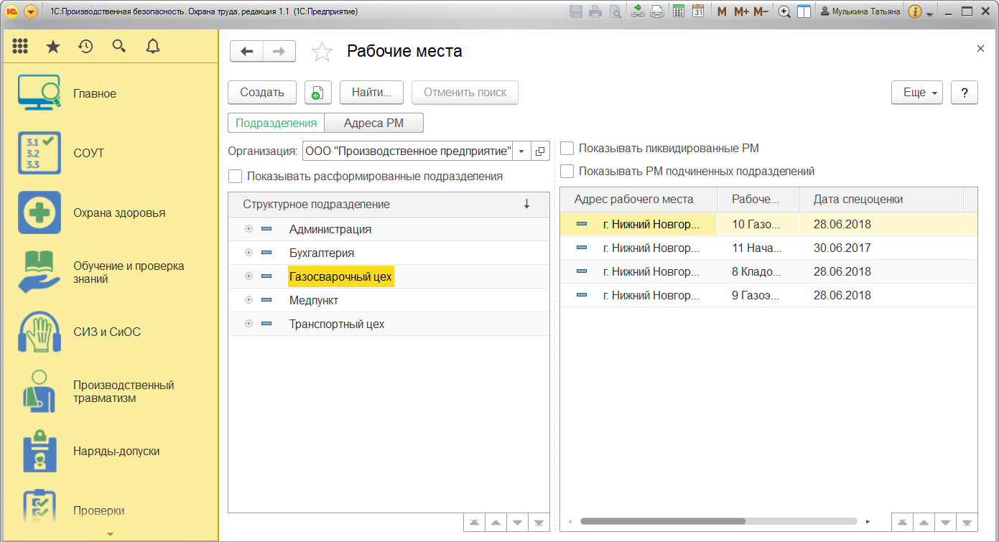 1С:Производственная безопасность. Охрана труда, редакция 1.1 (1С:Предприятие)
31 M M+ M− Мулькина Татьяна
Главное
3.1
3.2
3.3
СОУТ
Охрана здоровья
Обучение и проверка
знаний
СИЗ и СиОС
Производственный
травматизм
Наряды-допуски
Проверки
Рабочие места
Создать Найти... Отменить поиск Еще ?
Подразделения Адреса РМ
Организация: ООО "Производственное предприятие"
Показывать расформированные подразделения
Структурное подразделение
Администрация
Бухгалтерия
Газосварочный цех
Медпункт
Транспортный цех
Показывать ликвидированные РМ
Показывать РМ подчиненных подразделений
Адрес рабочего места Рабоче... Дата спецоценки
г. Нижний Новгор... 10 Газо... 28.06.2018
г. Нижний Новгор... 11 Нача... 30.06.2017
г. Нижний Новгор... 8 Кладо... 28.06.2018
г. Нижний Новгор... 9 Газоэ... 28.06.2018